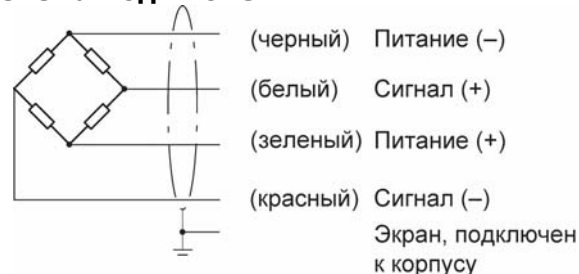 (черный) Питание (–)
(белый) Сигнал (+)
(зеленый) Питание (+)
(красный) Сигнал (–)
Экран, подключен
к корпусу